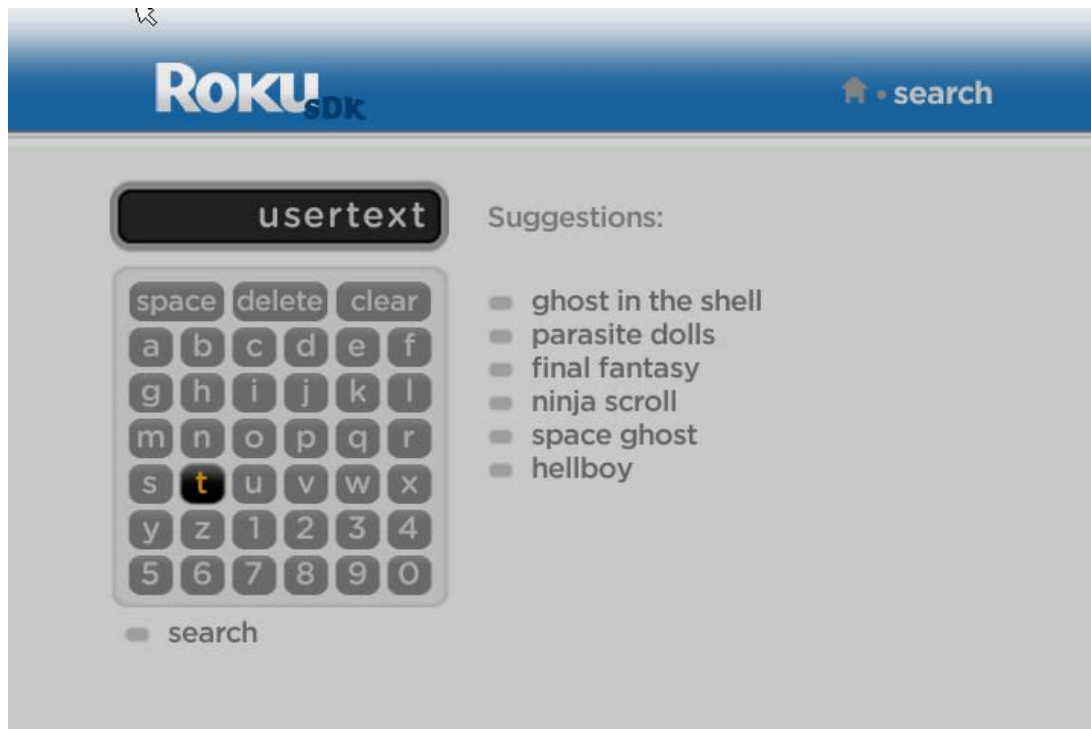 ROKU SDK
search
usertext
Suggestions:
space delete clear
a b c d e f
g h i j k l
m n o p q r
s t u v w x
y z 1 2 3 4
5 6 7 8 9 0
search
ghost in the shell
parasite dolls
final fantasy
ninja scroll
space ghost
hellboy